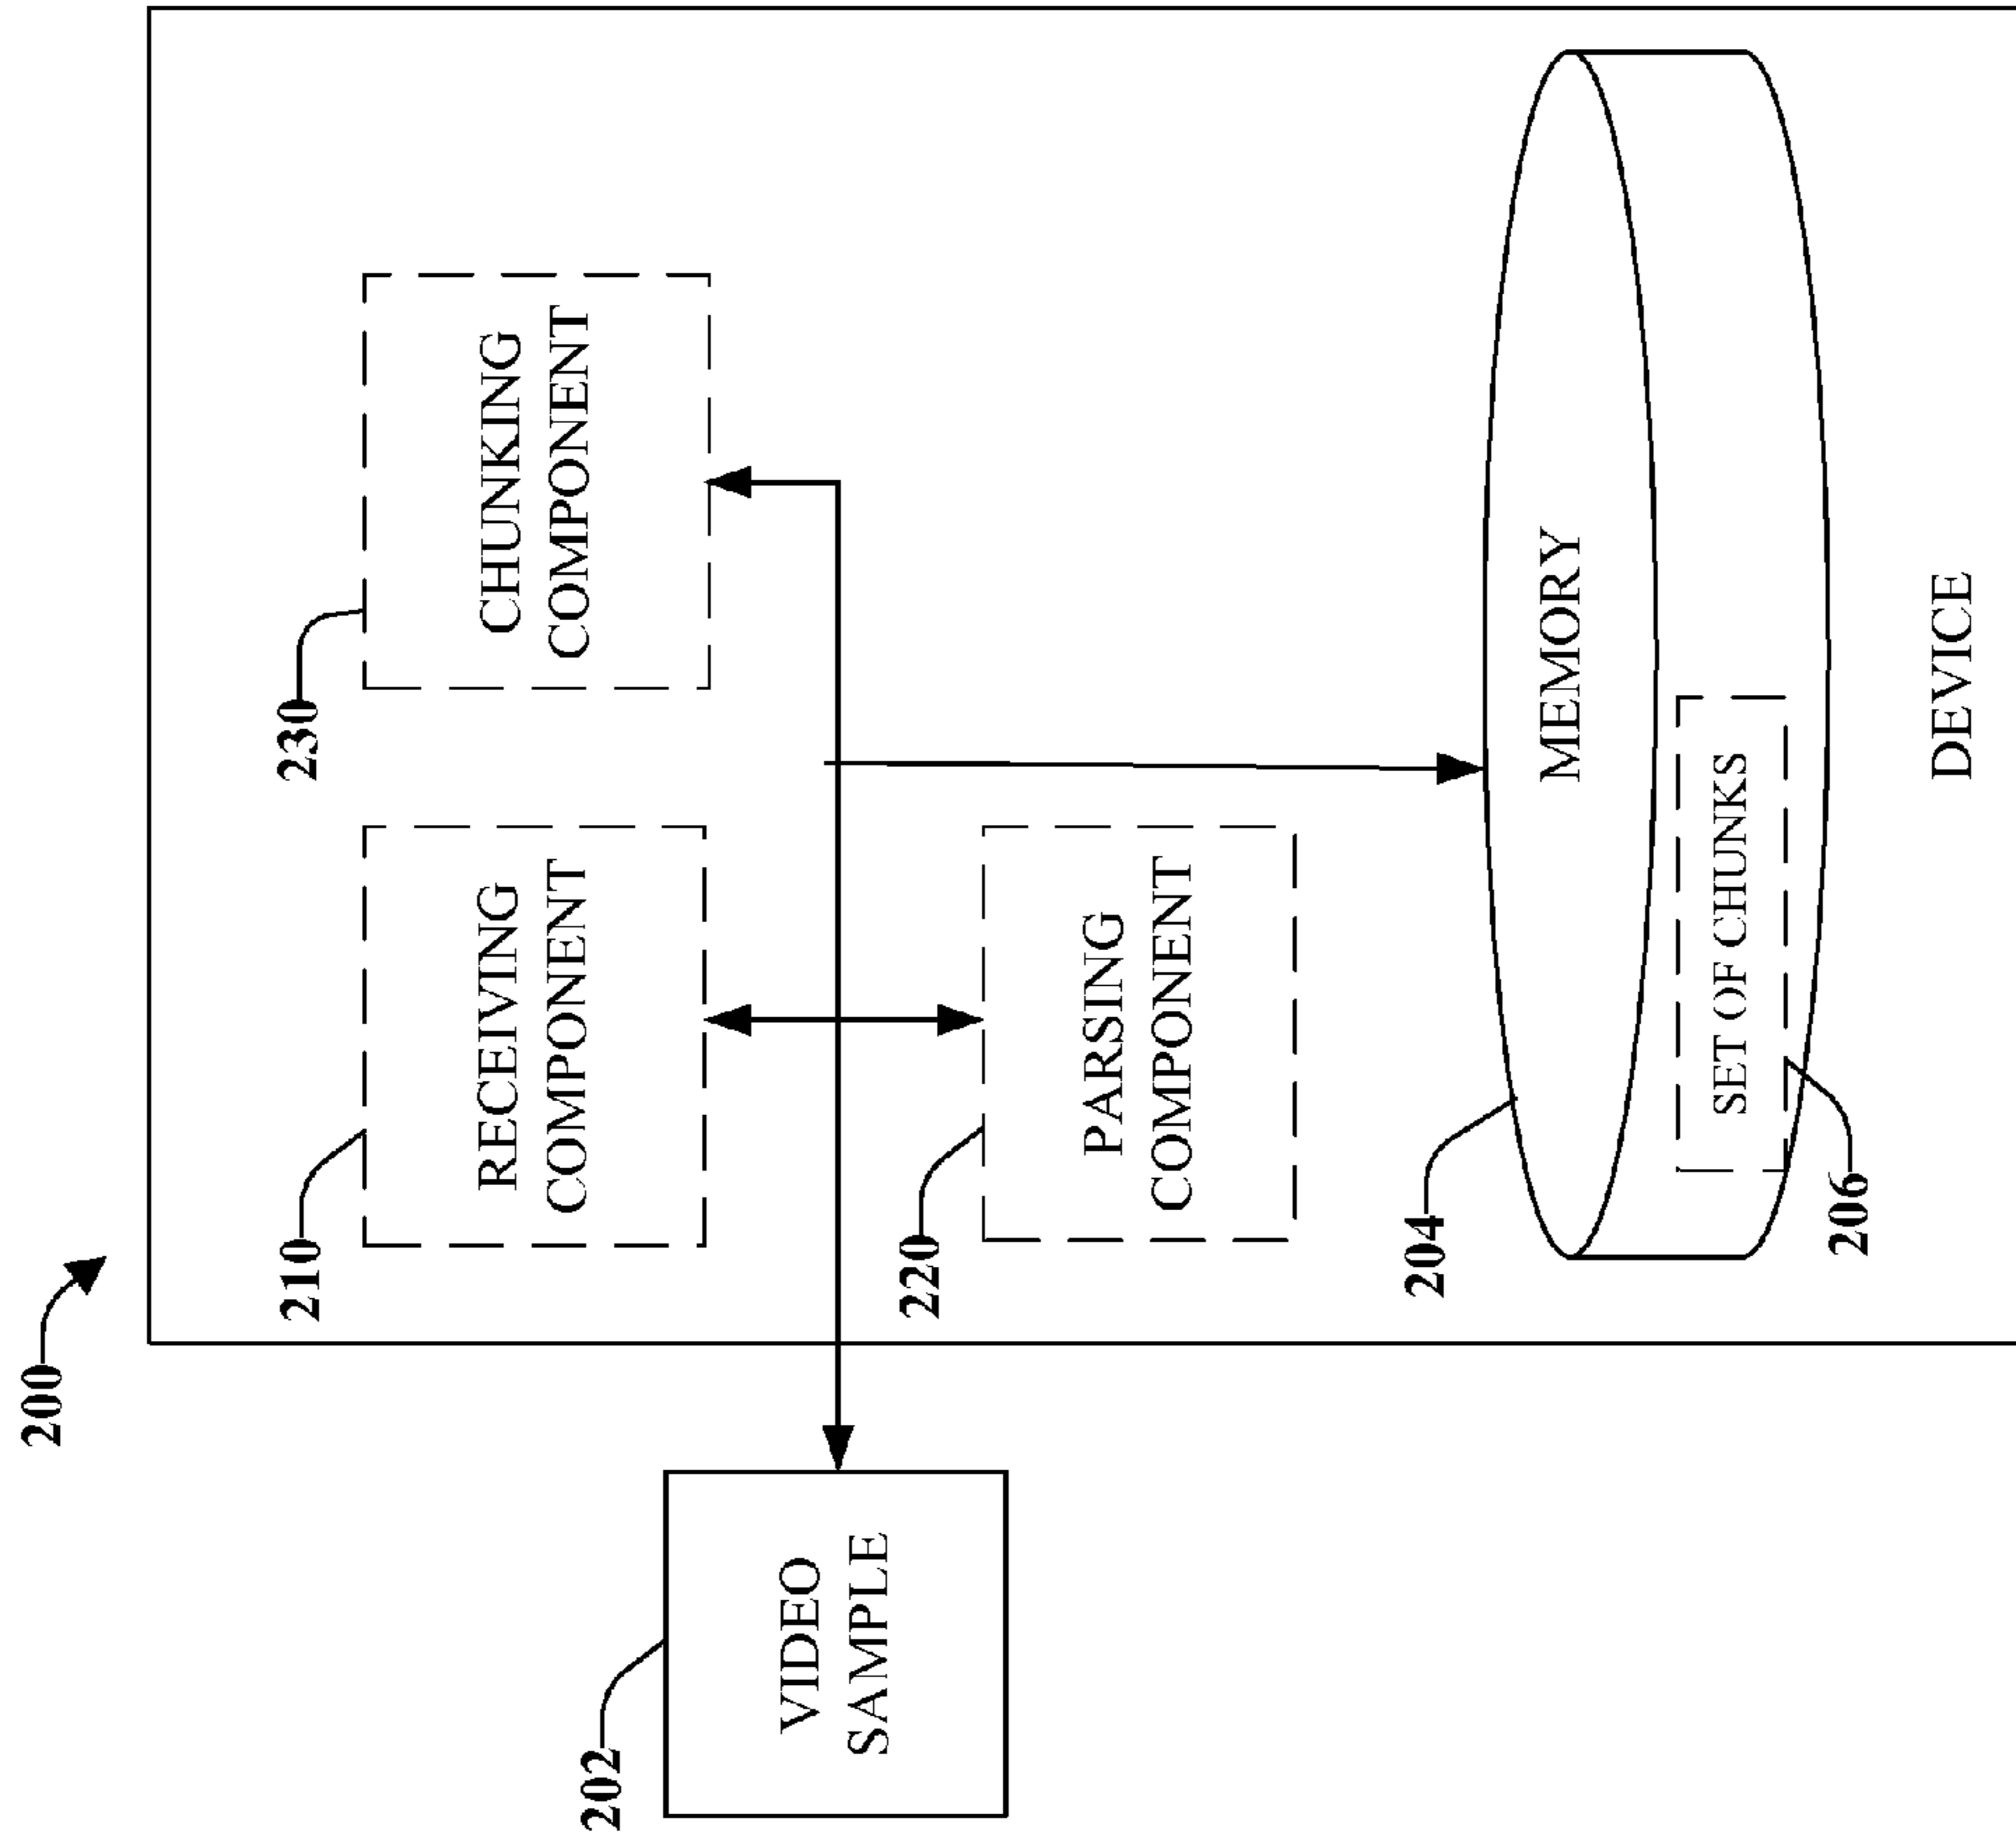 200
210
RECEIVING
COMPONENT
230
CHUNKING
COMPONENT
202
VIDEO
SAMPLE
220
PARSING
COMPONENT
204
MEMORY
SET OF CHUNKS
206
DEVICE